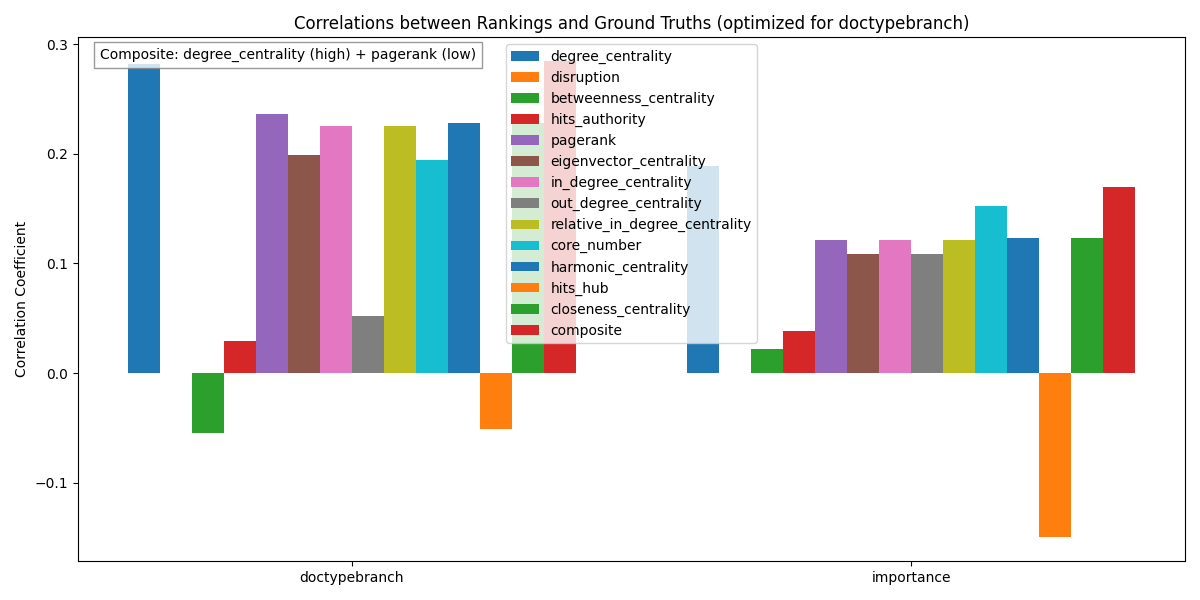 Correlations between Rankings and Ground Truths (optimized for doctypebranch)
Composite: degree_centrality (high) + pagerank (low)
degree_centrality
disruption
betweenness_centrality
hits_authority
pagerank
eigenvector_centrality
in_degree_centrality
out_degree_centrality
relative_in_degree_centrality
core_number
harmonic_centrality
hits_hub
closeness_centrality
composite
Correlation Coefficient
0.3
0.2
0.1
0.0
−0.1
doctypebranch
importance